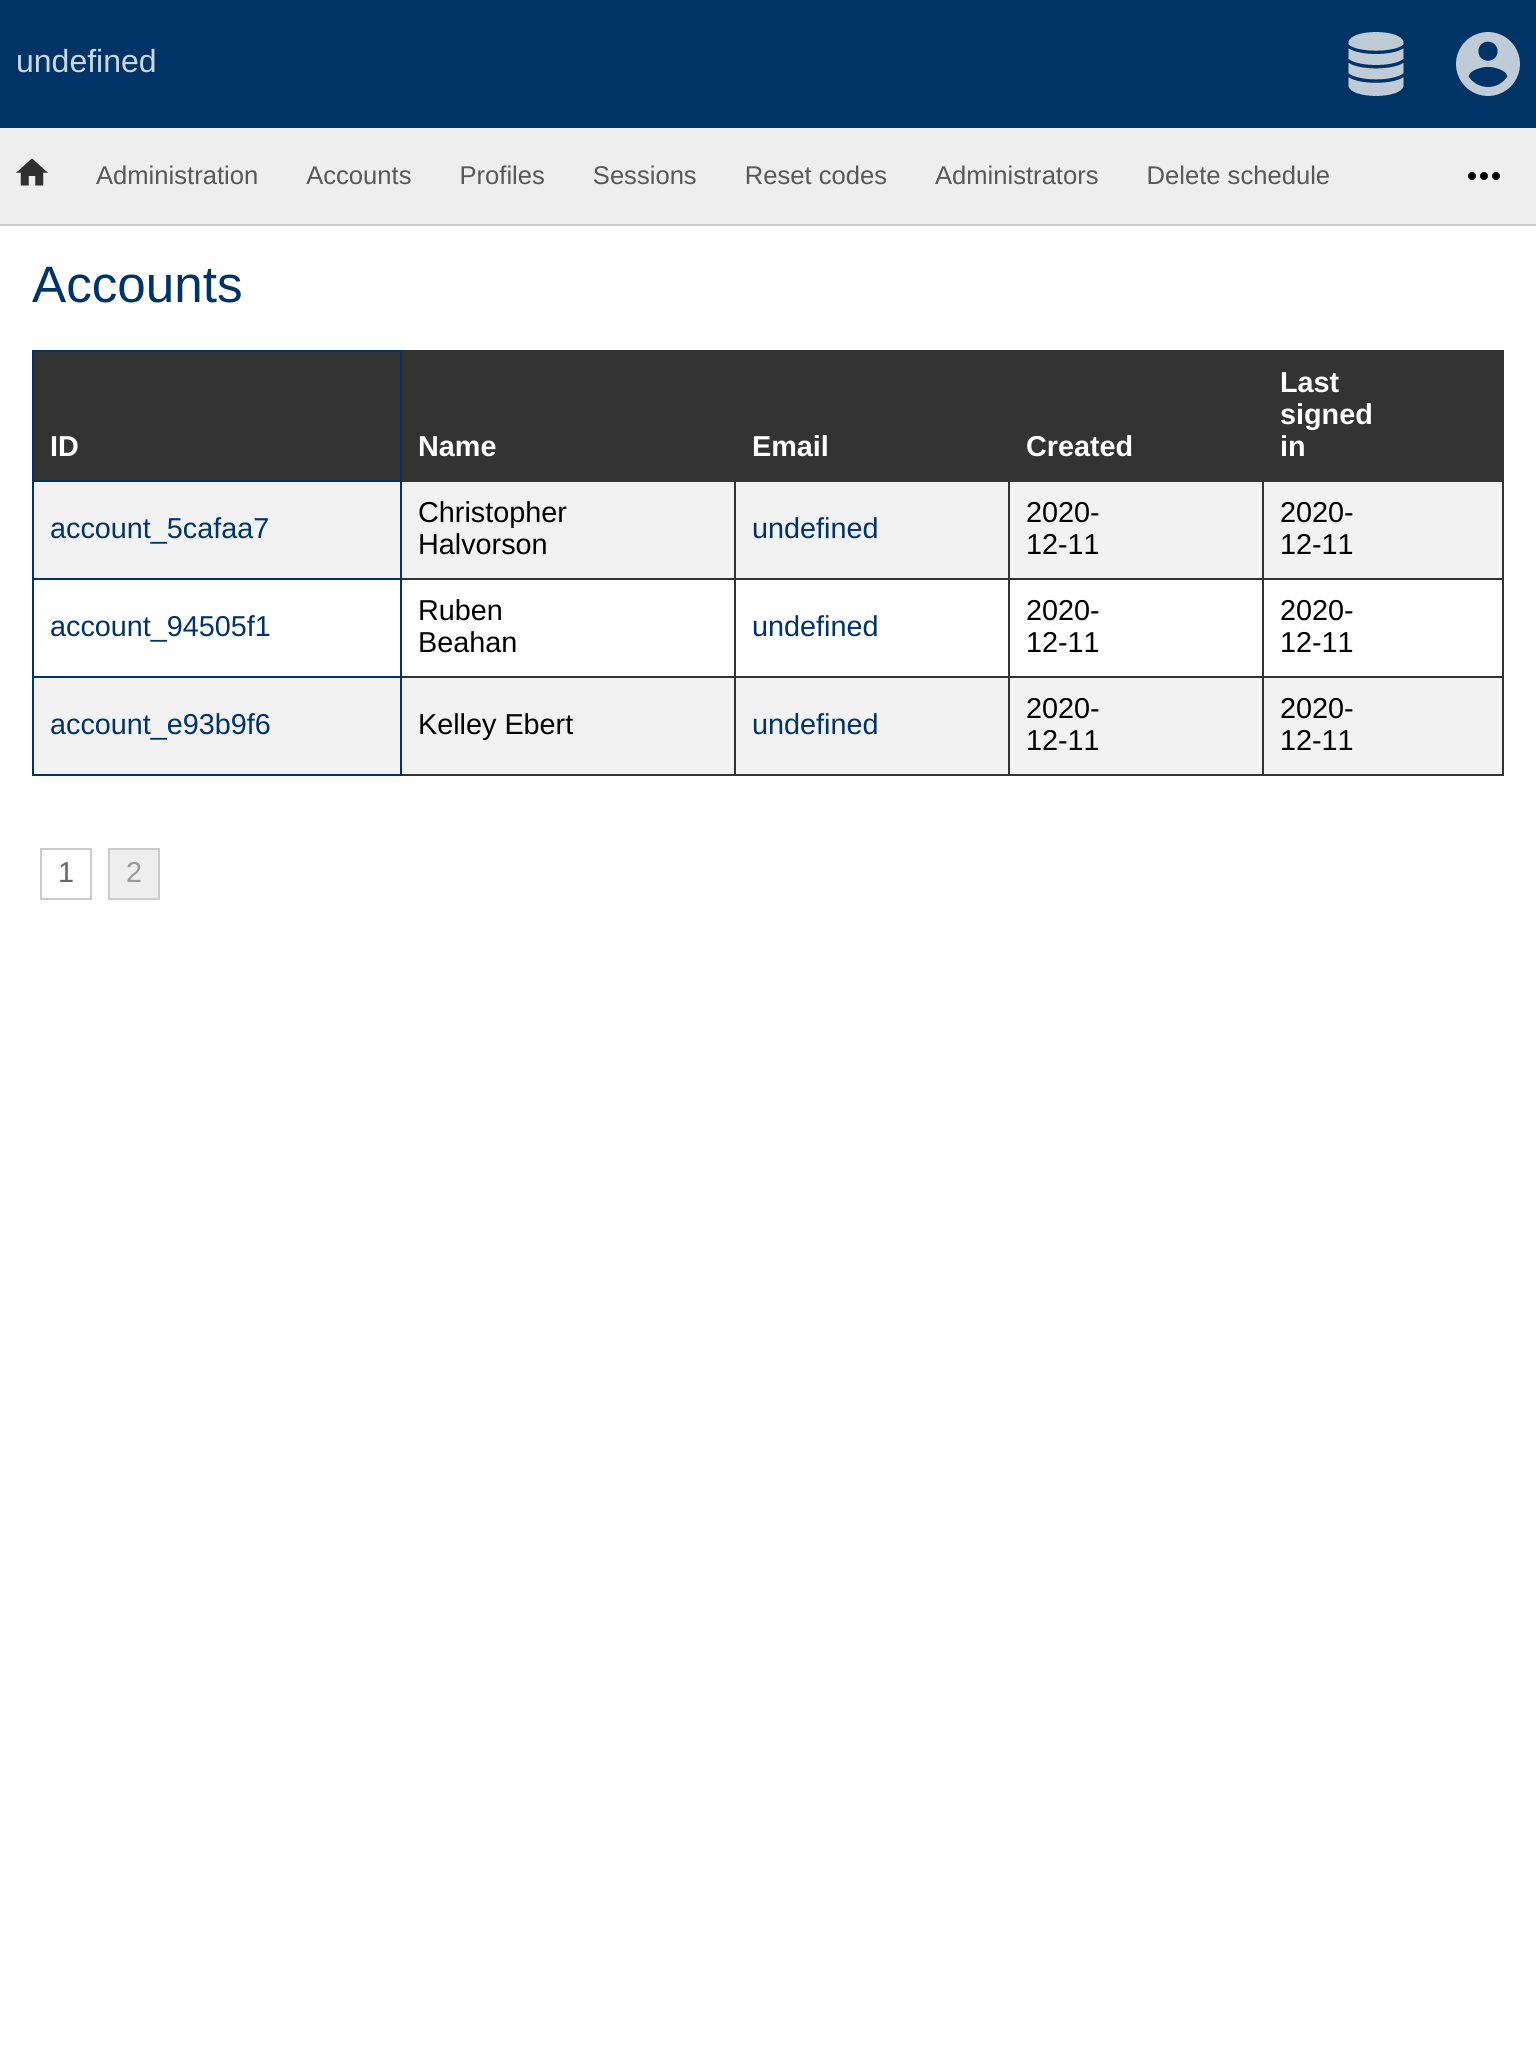 undefined
Administration Accounts Profiles Sessions Reset codes Administrators Delete schedule
Accounts
ID Name Email Created Last signed in
account_5cafaa7 Christopher Halvorson undefined 2020-12-11 2020-12-11
account_94505f1 Ruben Beahan undefined 2020-12-11 2020-12-11
account_e93b9f6 Kelley Ebert undefined 2020-12-11 2020-12-11
1 2